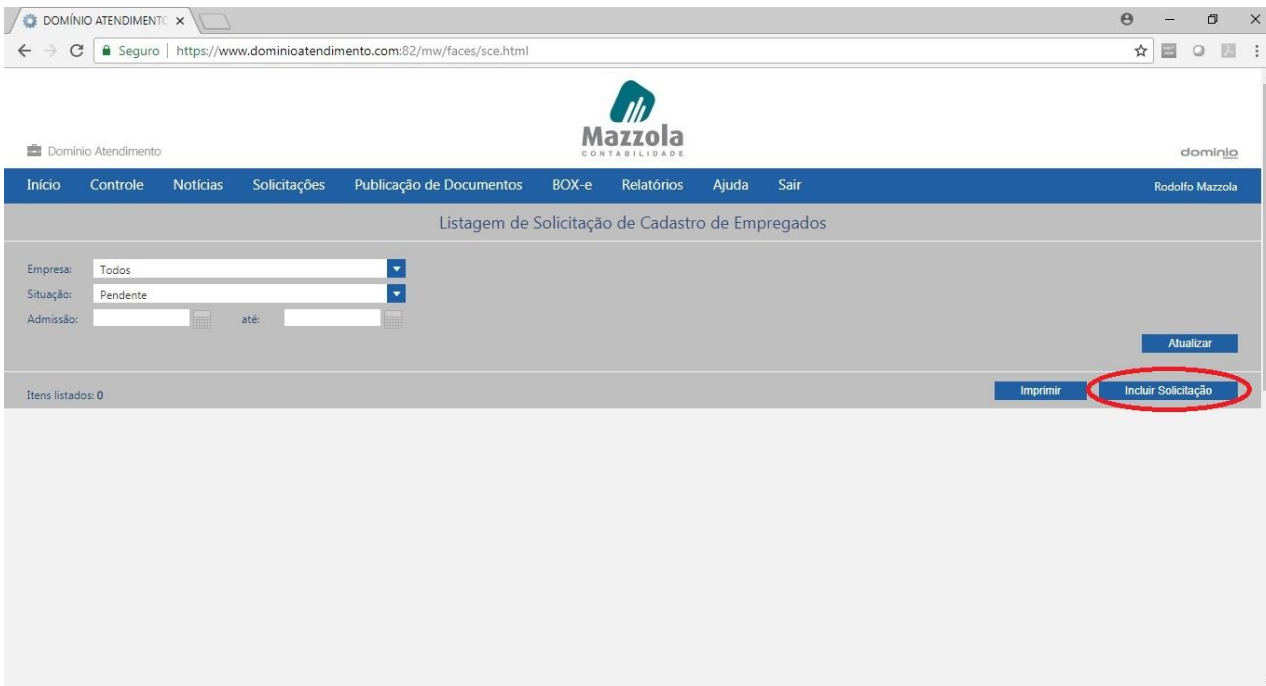 DOMÍNIO ATENDIMENTO
Seguro | https://www.dominioatendimento.com:82/mw/faces/sce.html
Mazzola
CONTABILIDADE
Domínio Atendimento
domínio
Início Controle Notícias Solicitações Publicação de Documentos BOX-e Relatórios Ajuda Sair Rodolfo Mazzola
Listagem de Solicitação de Cadastro de Empregados
Empresa: Todos
Situação: Pendente
Admissão: até:
Atualizar
Itens listados: 0 Imprimir Incluir Solicitação